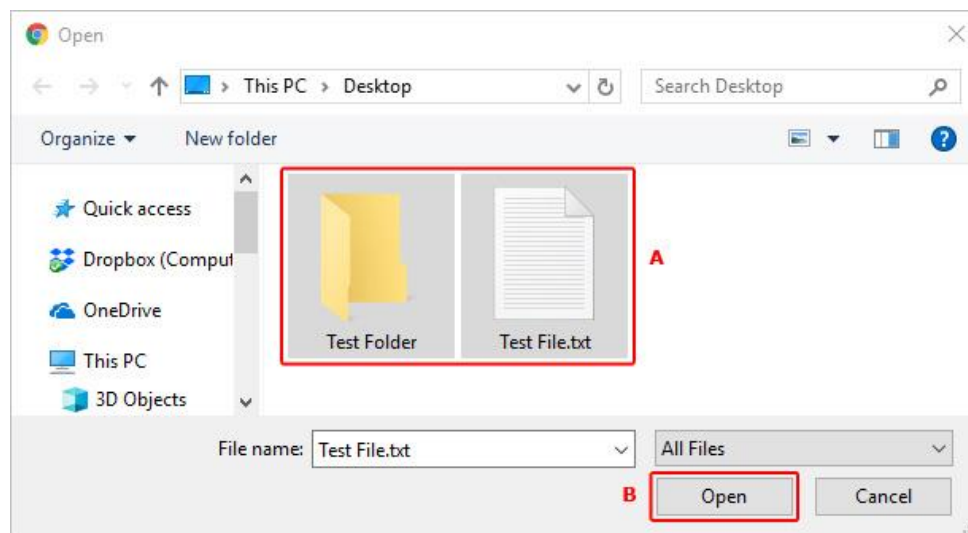 Open
This PC > Desktop
Search Desktop
Organize
New folder
?
Quick access
Dropbox (Comput
OneDrive
This PC
3D Objects
Test Folder
Test File.txt
A
File name:
Test File.txt
All Files
B
Open
Cancel